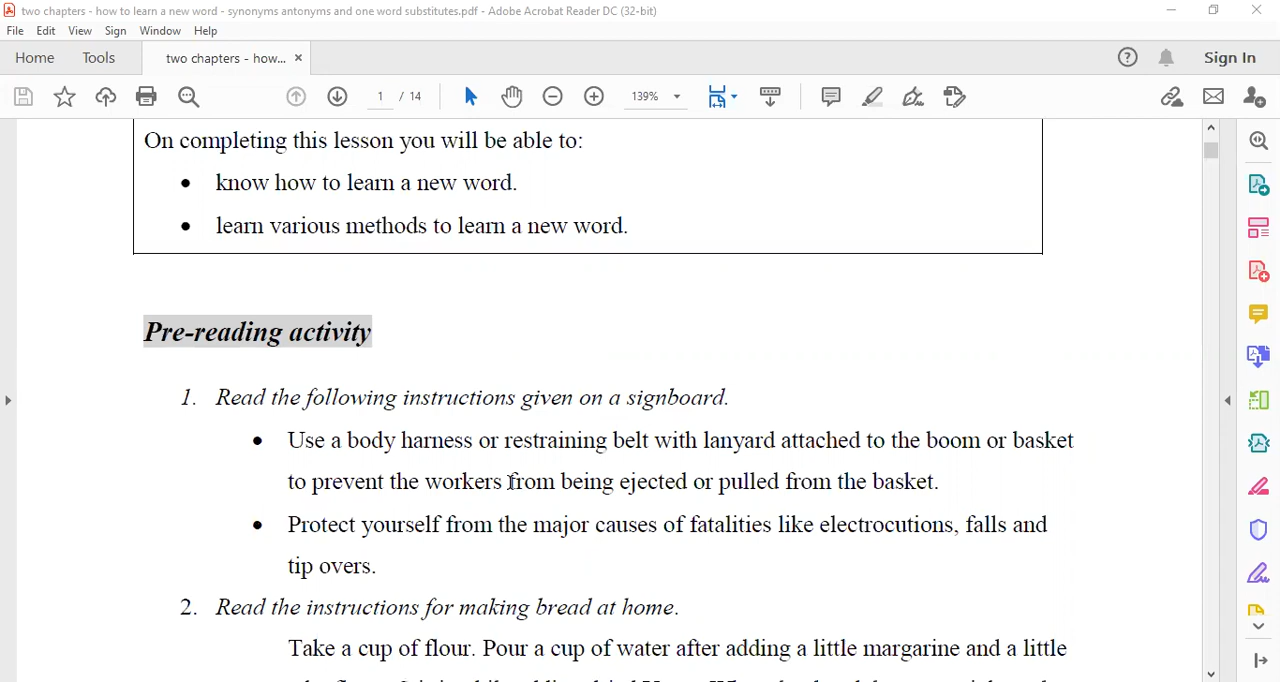 two chapters - how to learn a new word - synonyms antonyms and one word substitutes.pdf - Adobe Acrobat Reader DC (32-bit)
File Edit View Sign Window Help
Home Tools two chapters - how... × Sign In
1 / 14 139%
On completing this lesson you will be able to:
• know how to learn a new word.
• learn various methods to learn a new word.
Pre-reading activity
1. Read the following instructions given on a signboard.
• Use a body harness or restraining belt with lanyard attached to the boom or basket
to prevent the workers from being ejected or pulled from the basket.
• Protect yourself from the major causes of fatalities like electrocutions, falls and
tip overs.
2. Read the instructions for making bread at home.
Take a cup of flour. Pour a cup of water after adding a little margarine and a little